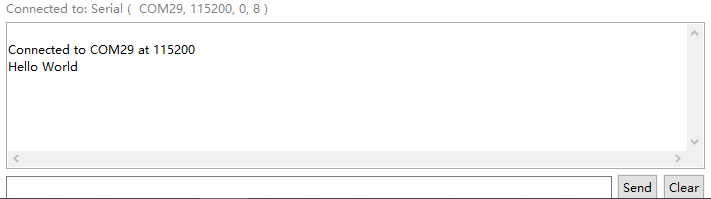 Connected to: Serial (  COM29, 115200, 0, 8 )
Connected to COM29 at 115200
Hello World
Send Clear